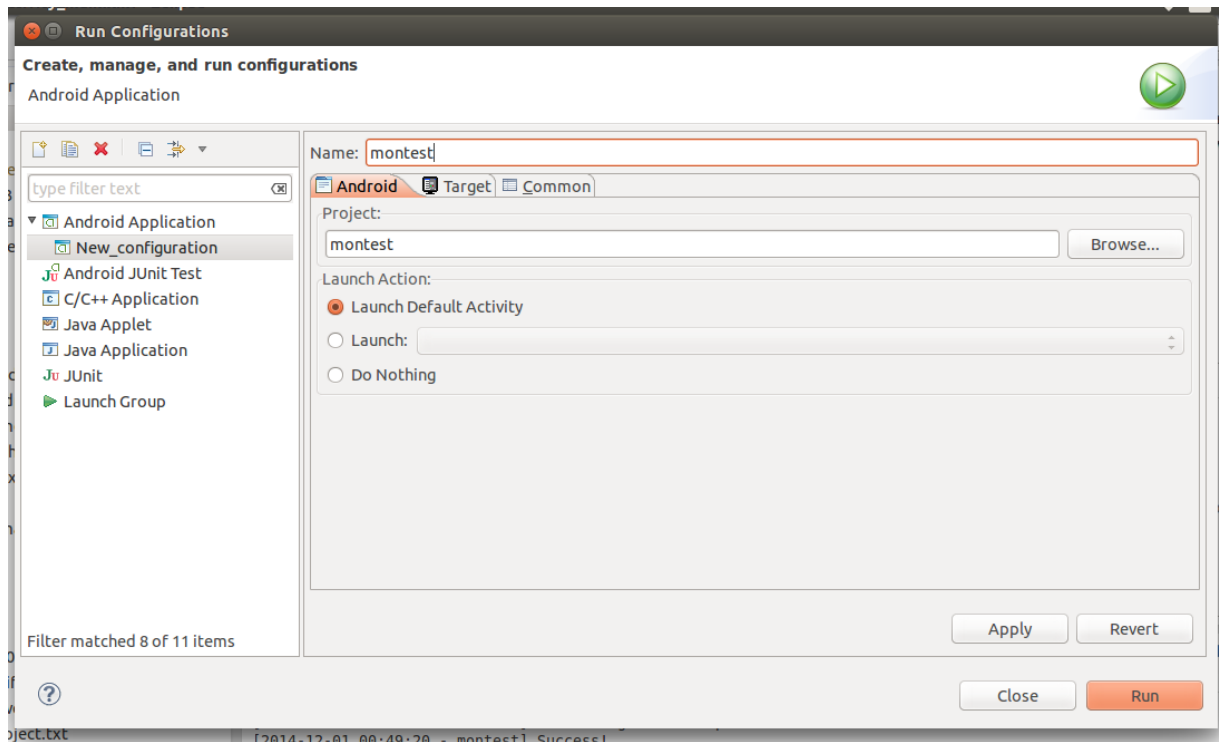 Run Configurations
Create, manage, and run configurations
Android Application
type filter text
Android Application
New_configuration
Android JUnit Test
C/C++ Application
Java Applet
Java Application
JUnit
Launch Group
Filter matched 8 of 11 items
Name: montest
Android Target Common
Project:
montest Browse...
Launch Action:
Launch Default Activity
Launch:
Do Nothing
Apply Revert
Close Run
oject.txt
[2014-12-01 00:49:20 - montest] Success!